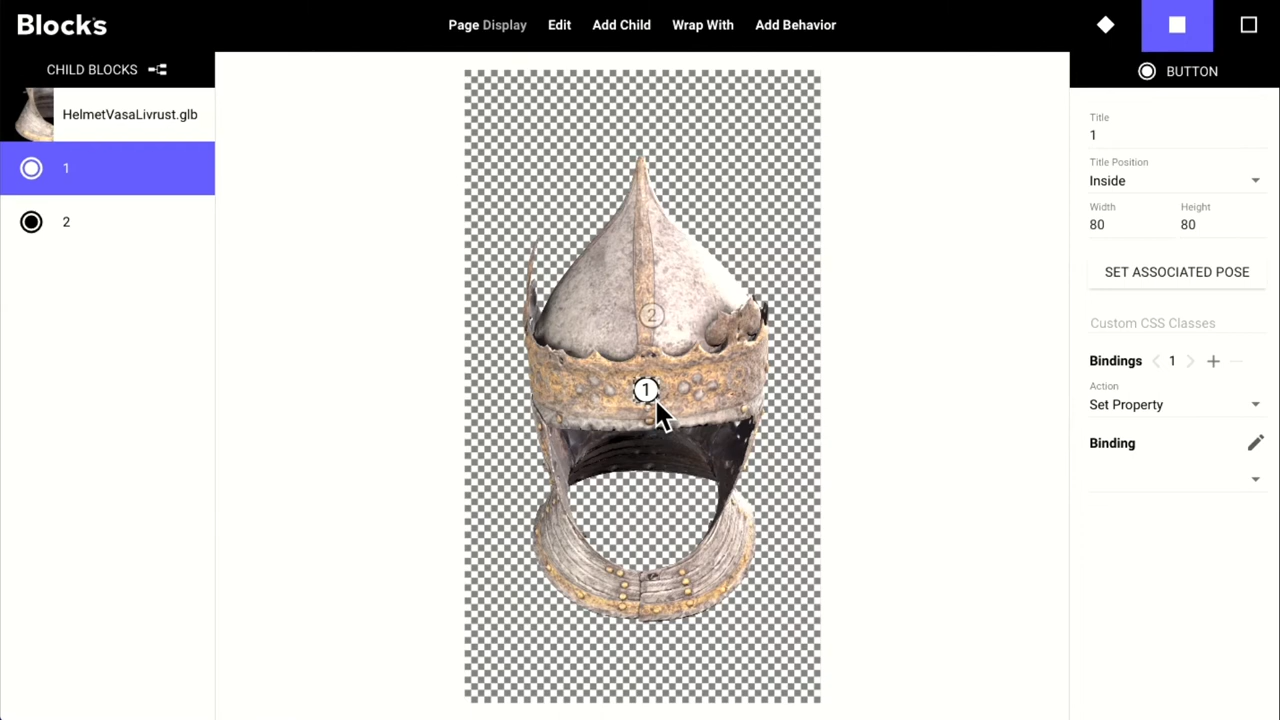 Blocks
Page Display Edit Add Child Wrap With Add Behavior
CHILD BLOCKS
HelmetVasaLivrust.glb
1
2
2
1
BUTTON
Title
1
Title Position
Inside
Width Height
80 80
SET ASSOCIATED POSE
Custom CSS Classes
Bindings 1
Action
Set Property
Binding